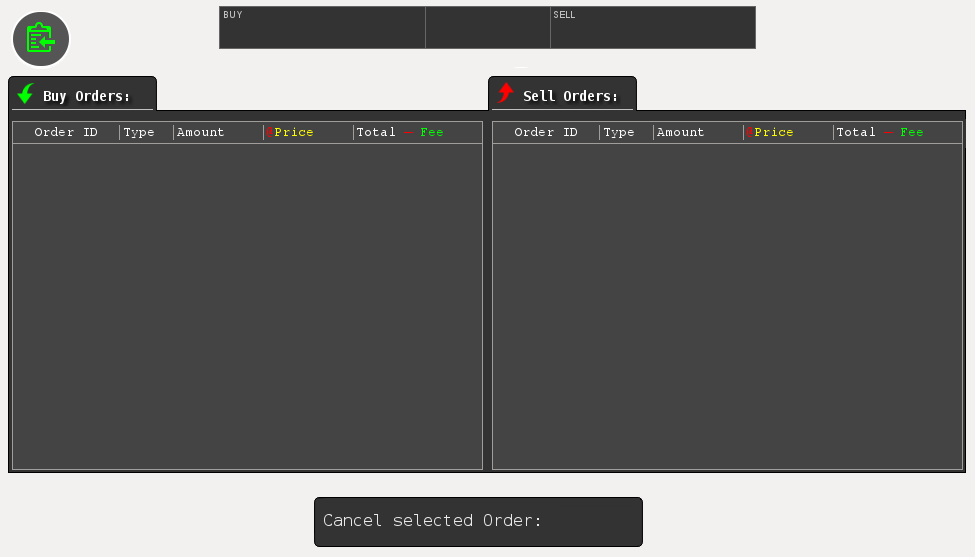 BUY SELL
Buy Orders: Sell Orders:
Order ID Type Amount Price Total — Fee Order ID Type Amount Price Total — Fee
Cancel selected Order: